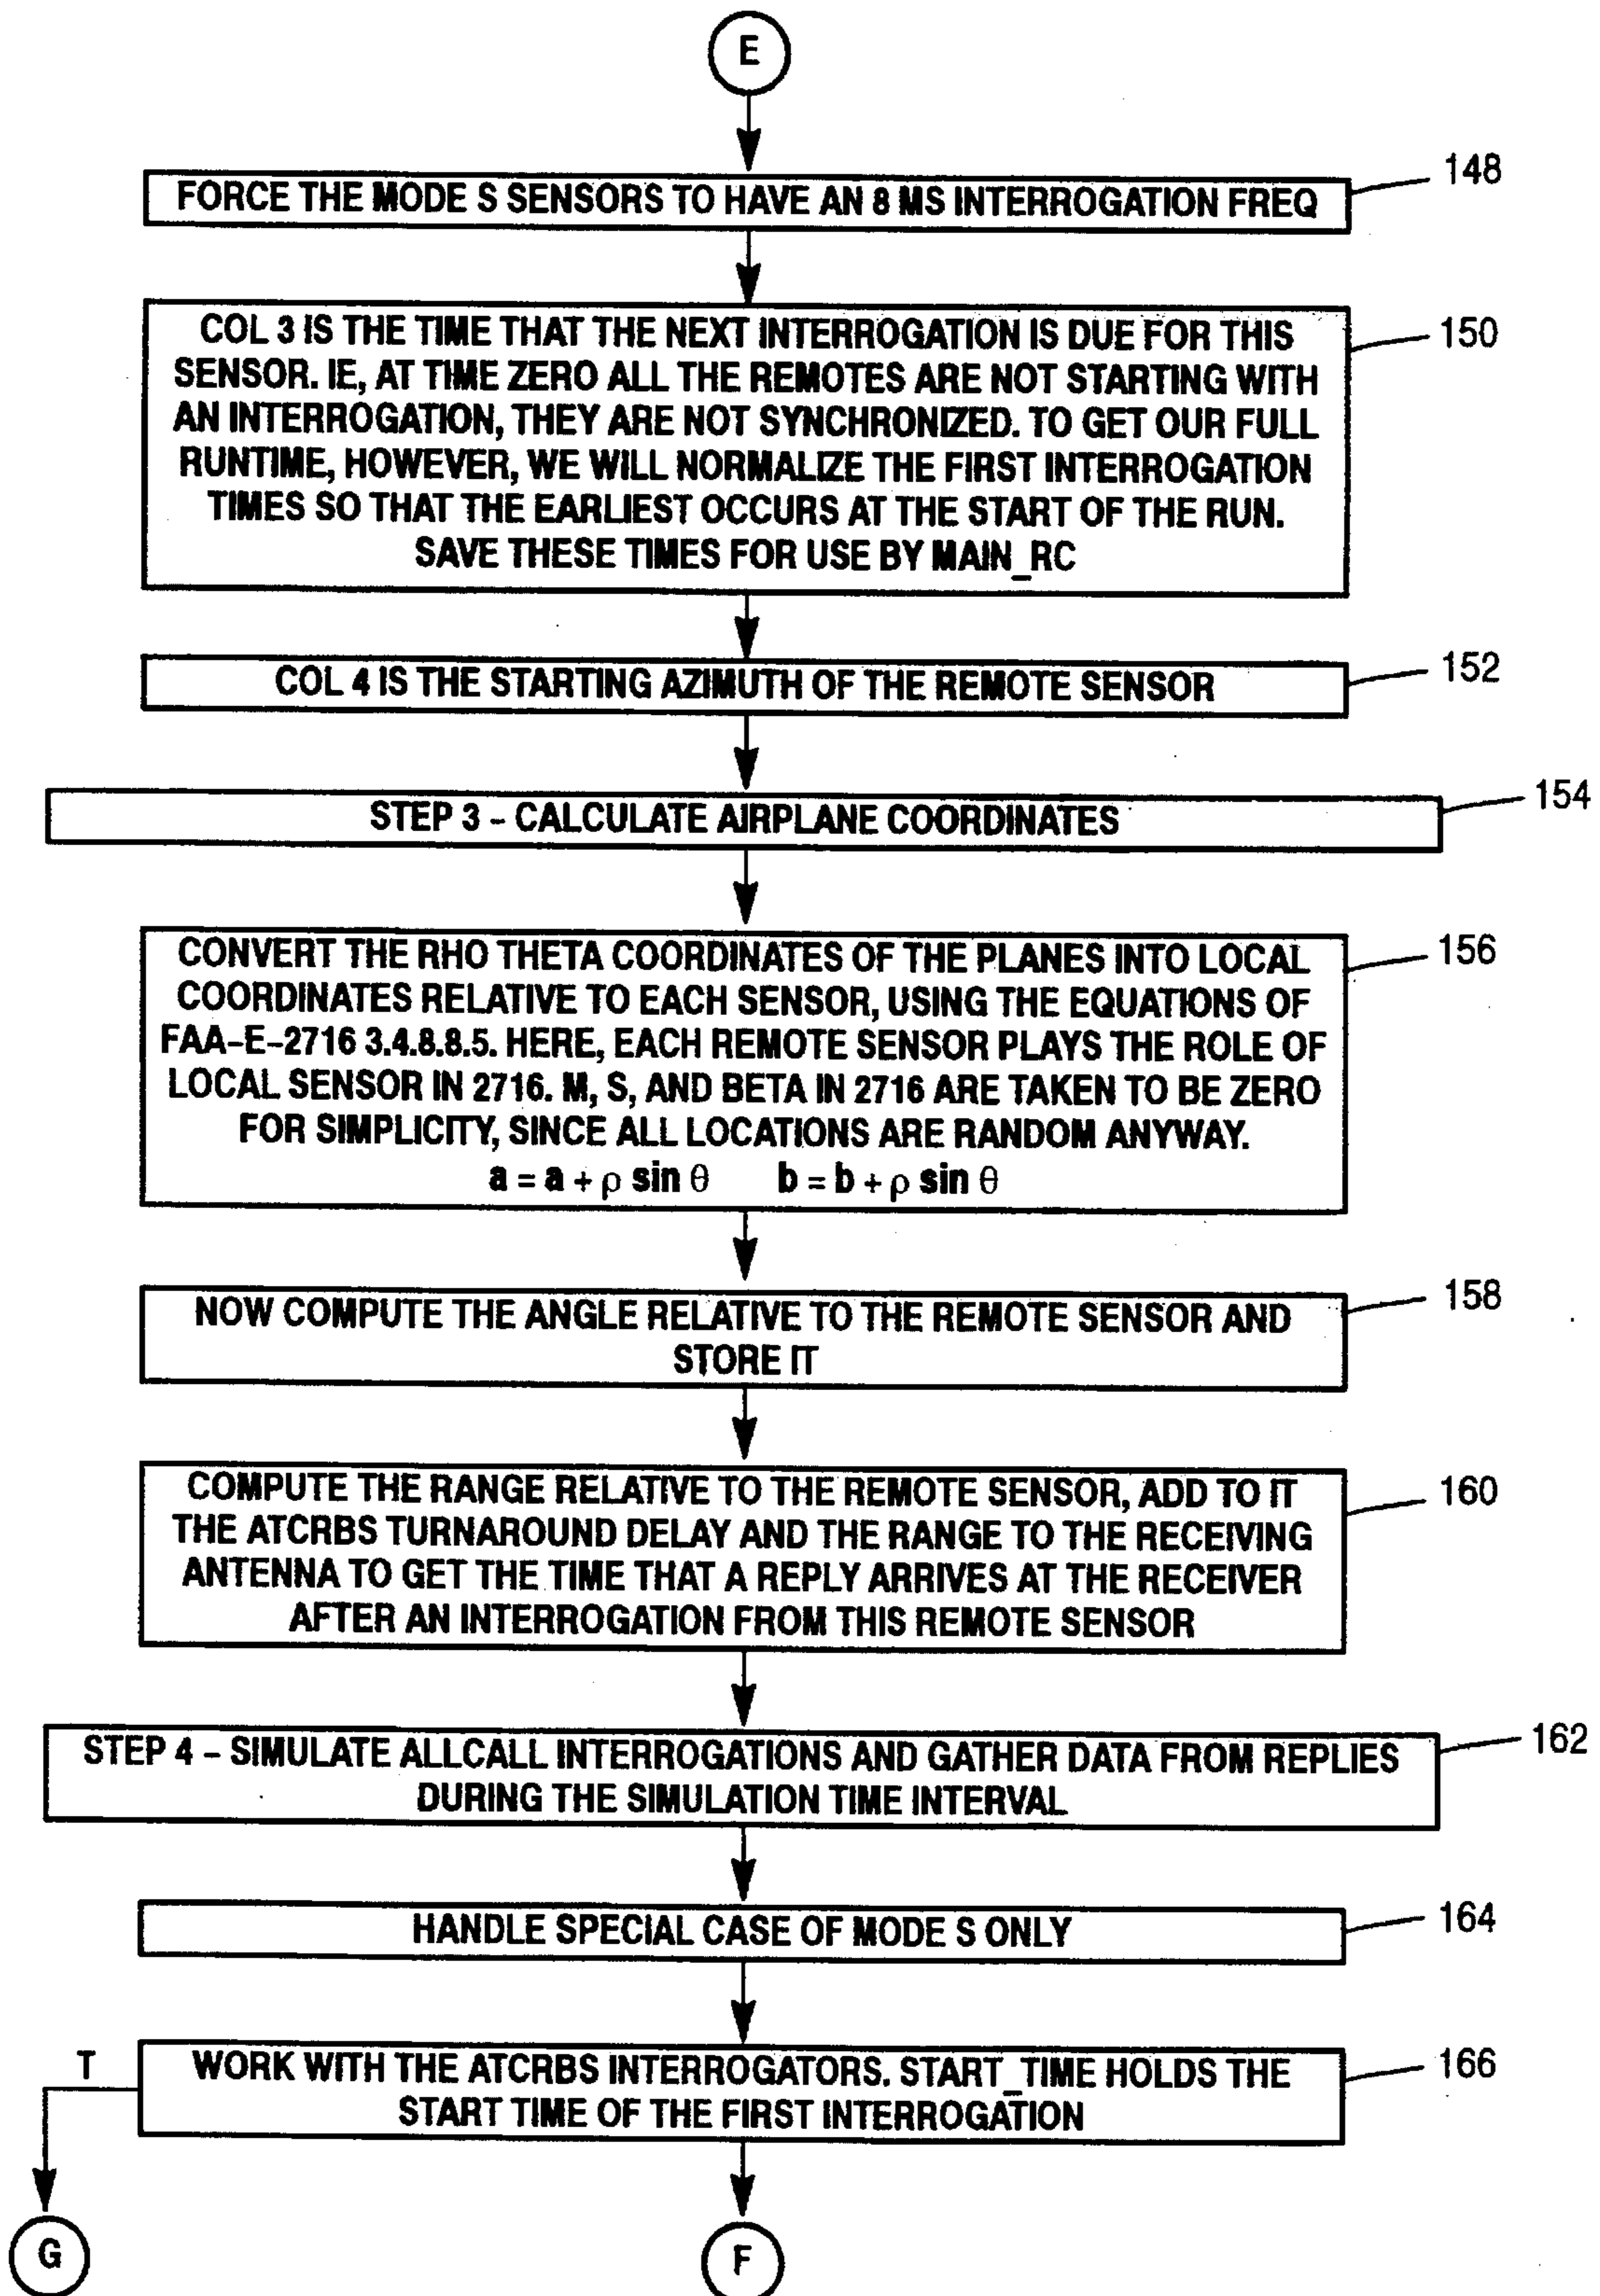 E
FORCE THE MODE S SENSORS TO HAVE AN 8 MS INTERROGATION FREQ
148
COL 3 IS THE TIME THAT THE NEXT INTERROGATION IS DUE FOR THIS
SENSOR. IE, AT TIME ZERO ALL THE REMOTES ARE NOT STARTING WITH
AN INTERROGATION, THEY ARE NOT SYNCHRONIZED. TO GET OUR FULL
RUNTIME, HOWEVER, WE WILL NORMALIZE THE FIRST INTERROGATION
TIMES SO THAT THE EARLIEST OCCURS AT THE START OF THE RUN.
SAVE THESE TIMES FOR USE BY MAIN_RC
150
COL 4 IS THE STARTING AZIMUTH OF THE REMOTE SENSOR
152
STEP 3 - CALCULATE AIRPLANE COORDINATES
154
CONVERT THE RHO THETA COORDINATES OF THE PLANES INTO LOCAL
COORDINATES RELATIVE TO EACH SENSOR, USING THE EQUATIONS OF
FAA-E-2716 3.4.8.8.5. HERE, EACH REMOTE SENSOR PLAYS THE ROLE OF
LOCAL SENSOR IN 2716. M, S, AND BETA IN 2716 ARE TAKEN TO BE ZERO
FOR SIMPLICITY, SINCE ALL LOCATIONS ARE RANDOM ANYWAY.
a = a + ρ sin θ b = b + ρ sin θ
156
NOW COMPUTE THE ANGLE RELATIVE TO THE REMOTE SENSOR AND
STORE IT
158
COMPUTE THE RANGE RELATIVE TO THE REMOTE SENSOR, ADD TO IT
THE ATCRBS TURNAROUND DELAY AND THE RANGE TO THE RECEIVING
ANTENNA TO GET THE TIME THAT A REPLY ARRIVES AT THE RECEIVER
AFTER AN INTERROGATION FROM THIS REMOTE SENSOR
160
STEP 4 - SIMULATE ALLCALL INTERROGATIONS AND GATHER DATA FROM REPLIES
DURING THE SIMULATION TIME INTERVAL
162
HANDLE SPECIAL CASE OF MODE S ONLY
164
T
WORK WITH THE ATCRBS INTERROGATORS. START_TIME HOLDS THE
START TIME OF THE FIRST INTERROGATION
166
G
F